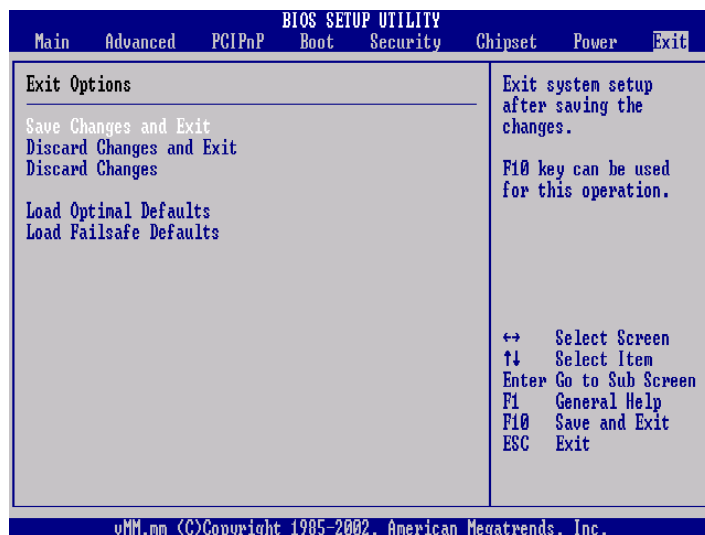 BIOS SETUP UTILITY
Main Advanced PCIPnP Boot Security Chipset Power Exit
Exit Options
Save Changes and Exit
Discard Changes and Exit
Discard Changes
Load Optimal Defaults
Load Failsafe Defaults
Exit system setup
after saving the
changes.
F10 key can be used
for this operation.
↔ Select Screen
↑↓ Select Item
Enter Go to Sub Screen
F1 General Help
F10 Save and Exit
ESC Exit
vMM.mm (C)Copyright 1985-2002, American Megatrends, Inc.